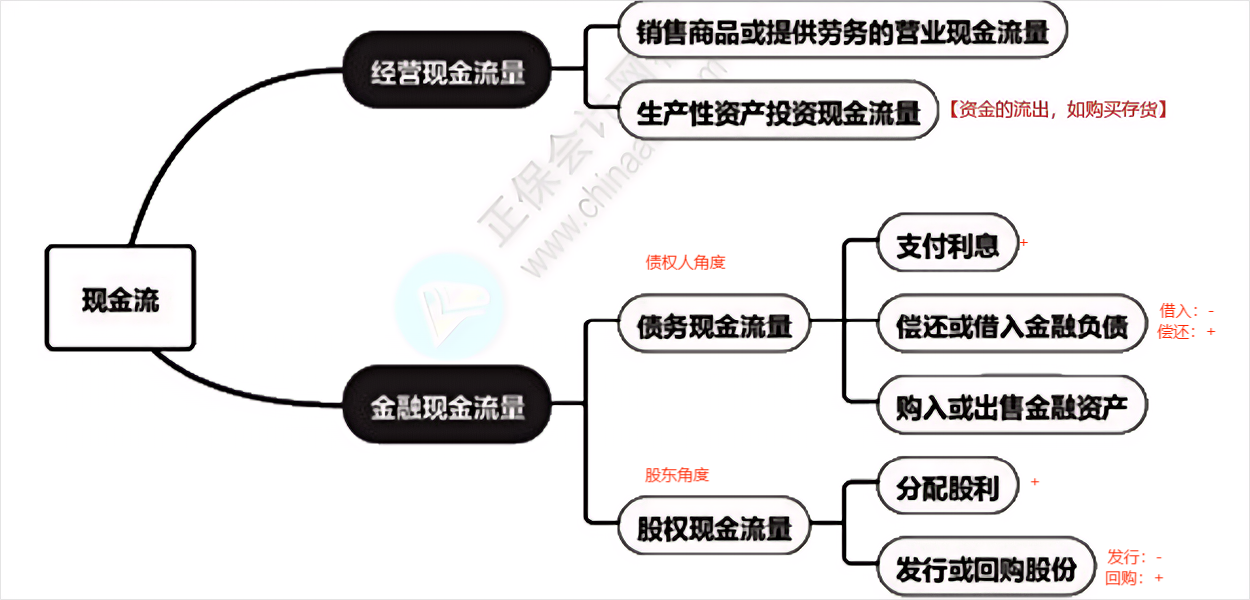 销售商品或提供劳务的营业现金流量
经营现金流量
生产性资产投资现金流量
【资金的流出，如购买存货】
正保会计网
www.chinaa
支付利息
+
债权人角度
现金流
债务现金流量
偿还或借入金融负债
借入：-
偿还：+
金融现金流量
购入或出售金融资产
股东角度
分配股利
+
股权现金流量
发行或回购股份
发行：-
回购：+